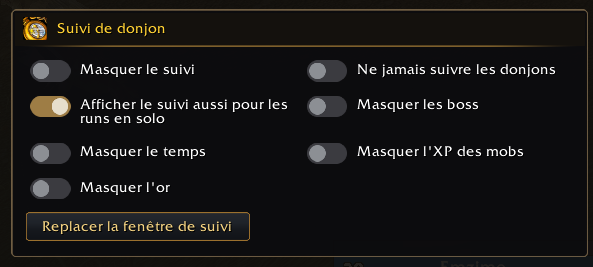 Suivi de donjon
Masquer le suivi
Ne jamais suivre les donjons
Afficher le suivi aussi pour les
runs en solo
Masquer les boss
Masquer le temps
Masquer l'XP des mobs
Masquer l'or
Replacer la fenêtre de suivi